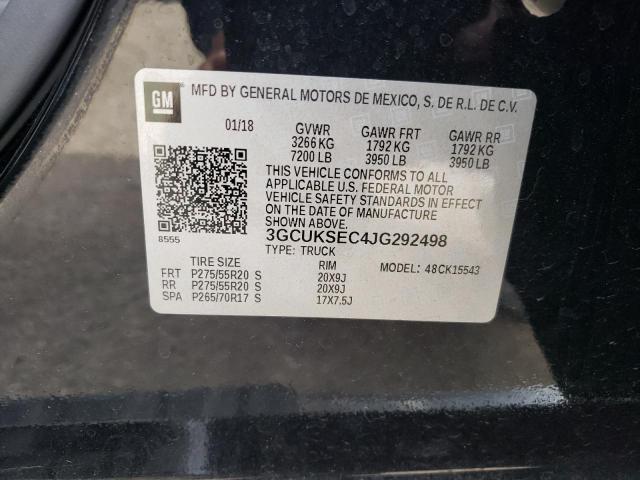 GM MFD BY GENERAL MOTORS DE MEXICO, S. DE R.L. DE C.V.
01/18 GVWR GAWR FRT GAWR RR
3266 KG 1792 KG 1792 KG
7200 LB 3950 LB 3950 LB
THIS VEHICLE CONFORMS TO ALL
APPLICABLE U.S. FEDERAL MOTOR
VEHICLE SAFETY STANDARDS IN EFFECT
ON THE DATE OF MANUFACTURE
SHOWN ABOVE.
3GCUKSEC4JG292498
8555 TYPE: TRUCK
TIRE SIZE RIM MODEL: 48CK15543
FRT P275/55R20 S 20X9J
RR P275/55R20 S 20X9J
SPA P265/70R17 S 17X7.5J